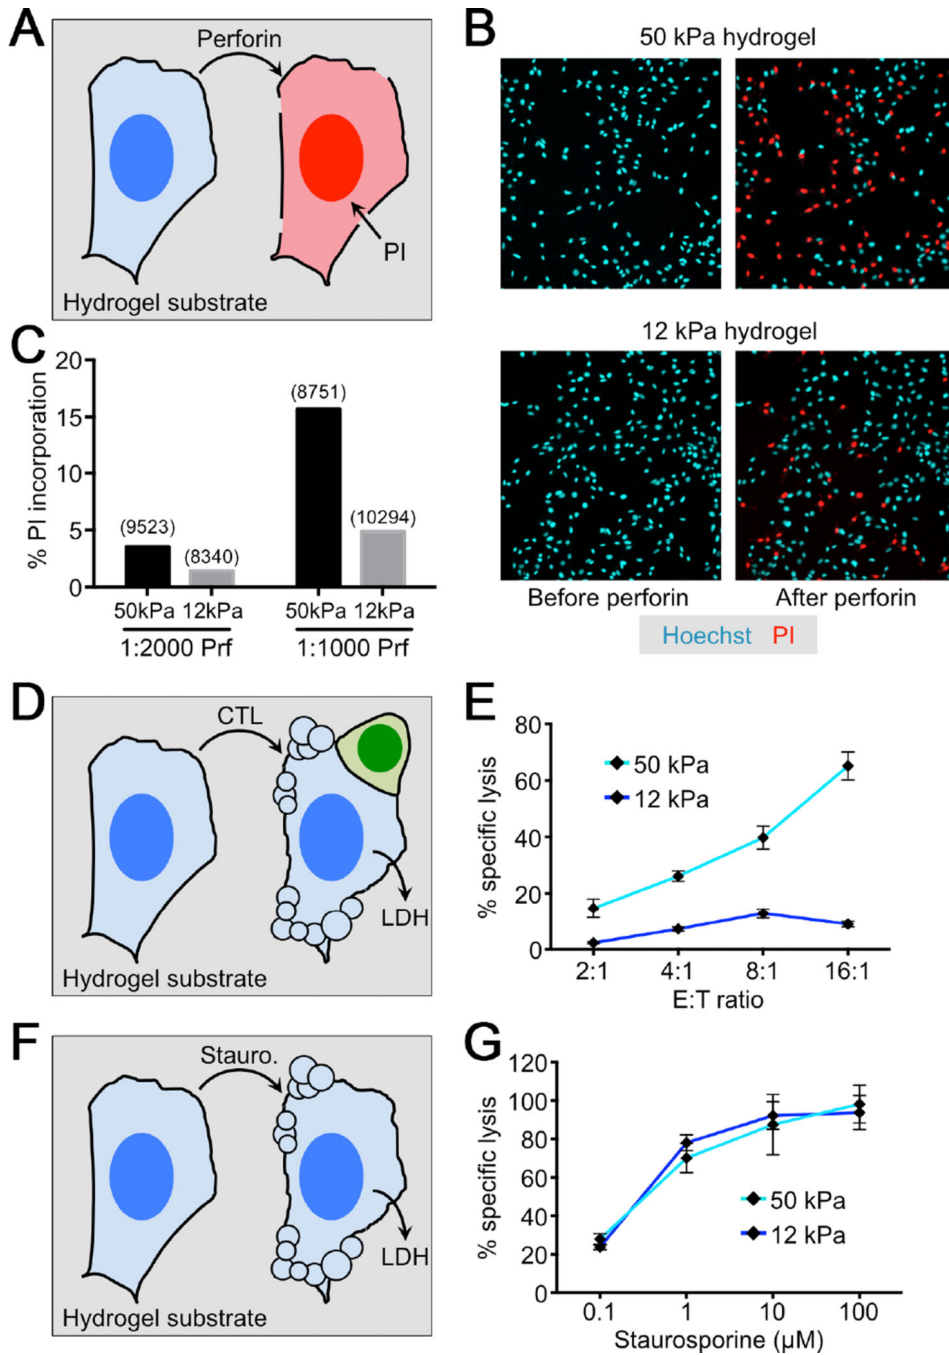 A
Perforin
PI
Hydrogel substrate
B
50 kPa hydrogel
12 kPa hydrogel
Before perforin
After perforin
Hoechst PI
C
% PI incorporation
20
15
10
5
0
(9523)
(8340)
(8751)
(10294)
50kPa 12kPa
50kPa 12kPa
1:2000 Prf
1:1000 Prf
D
CTL
LDH
Hydrogel substrate
E
% specific lysis
80
60
40
20
0
50 kPa
12 kPa
2:1
4:1
8:1
16:1
E:T ratio
F
Stauro.
LDH
Hydrogel substrate
G
% specific lysis
120
100
80
60
40
20
0
50 kPa
12 kPa
0.1
1
10
100
Staurosporine (μM)